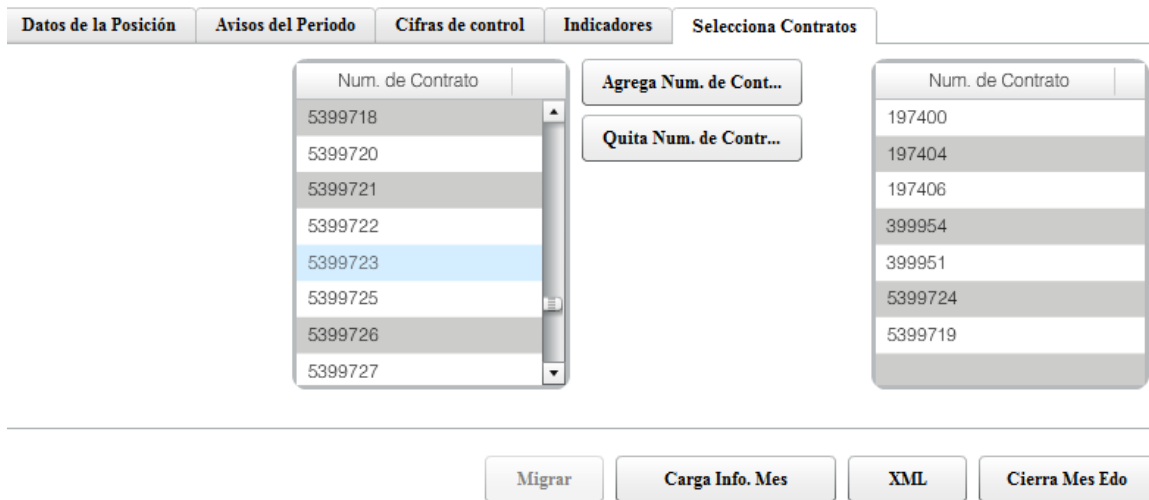 Datos de la Posición
Avisos del Periodo
Cifras de control
Indicadores
Selecciona Contratos
Num. de Contrato
5399718
5399720
5399721
5399722
5399723
5399725
5399726
5399727
Agrega Num. de Cont...
Quita Num. de Contr...
Num. de Contrato
197400
197404
197406
399954
399951
5399724
5399719
Migrar
Carga Info. Mes
XML
Cierra Mes Edo